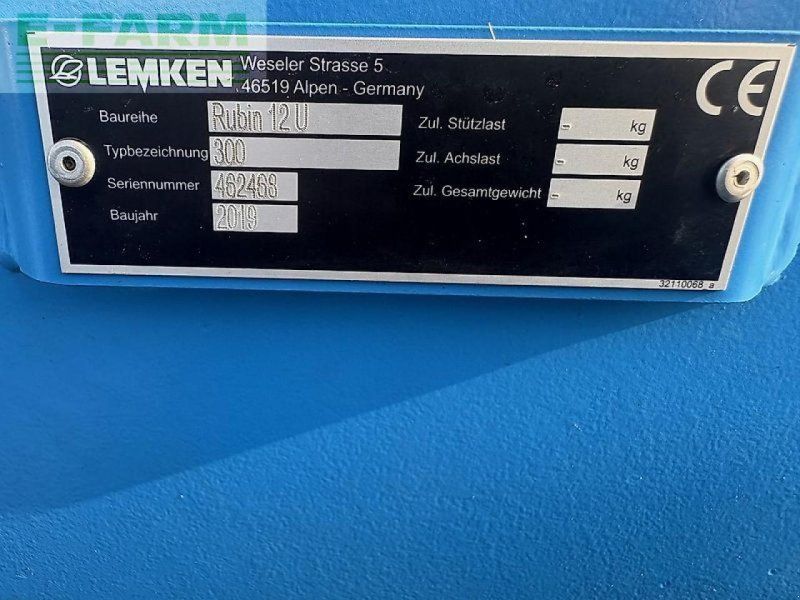 E-FARM
LEMKEN
Weseler Strasse 5
46519 Alpen - Germany
CE
Baureihe Rubin 12 U
Typbezeichnung 300
Seriennummer 462468
Baujahr 2019
Zul. Stützlast - kg
Zul. Achslast - kg
Zul. Gesamtgewicht - kg
32110068 a